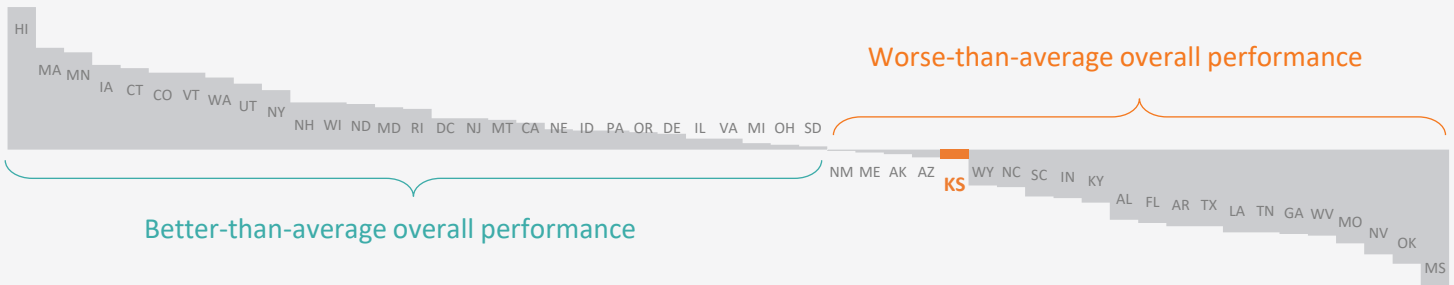 HI
MA MN IA CT CO VT WA UT NY NH WI ND MD RI DC NJ MT CA NE ID PA OR DE IL VA MI OH SD
Worse-than-average overall performance
NM ME AK AZ KS WY NC SC IN KY AL FL AR TX LA TN GA WV MO NV OK MS
Better-than-average overall performance